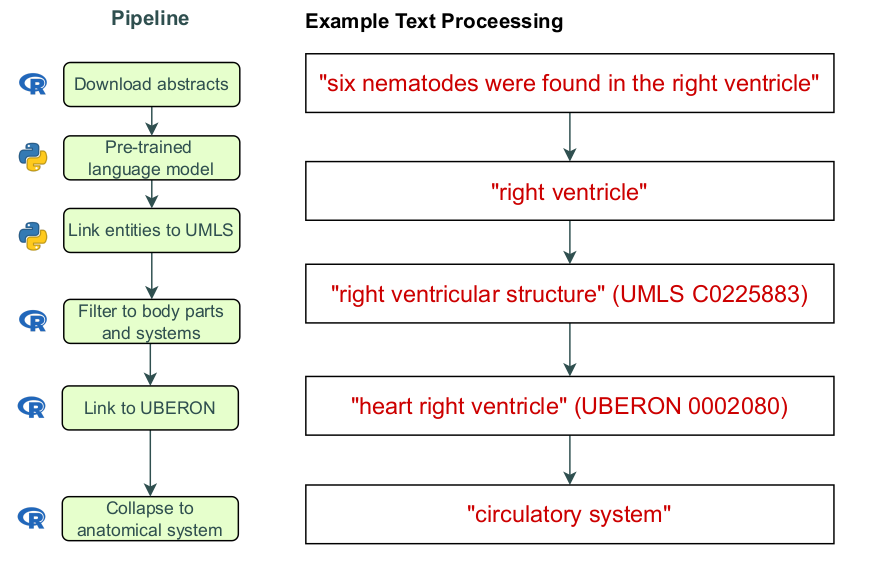 Pipeline
Example Text Proceessing
Download abstracts
"six nematodes were found in the right ventricle"
Pre-trained
language model
"right ventricle"
Link entities to UMLS
"right ventricular structure" (UMLS C0225883)
Filter to body parts
and systems
Link to UBERON
"heart right ventricle" (UBERON 0002080)
Collapse to
anatomical system
"circulatory system"